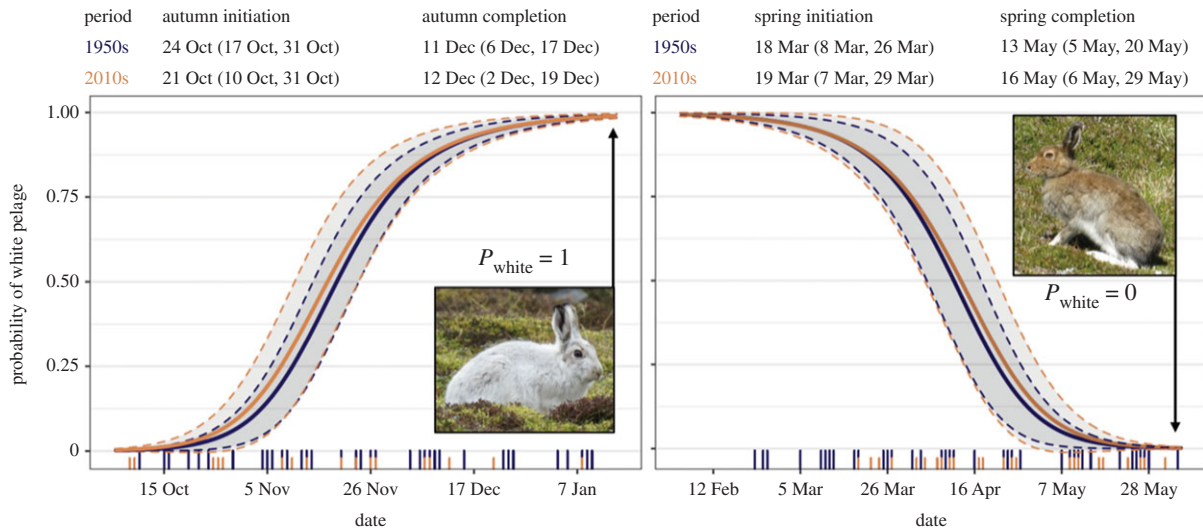 period autumn initiation autumn completion period spring initiation spring completion
1950s 24 Oct (17 Oct, 31 Oct) 11 Dec (6 Dec, 17 Dec) 1950s 18 Mar (8 Mar, 26 Mar) 13 May (5 May, 20 May)
2010s 21 Oct (10 Oct, 31 Oct) 12 Dec (2 Dec, 19 Dec) 2010s 19 Mar (7 Mar, 29 Mar) 16 May (6 May, 29 May)
probability of white pelage
1.00
0.75
0.50
0.25
0
P white = 1
P white = 0
15 Oct 5 Nov 26 Nov 17 Dec 7 Jan 12 Feb 5 Mar 26 Mar 16 Apr 7 May 28 May
date date